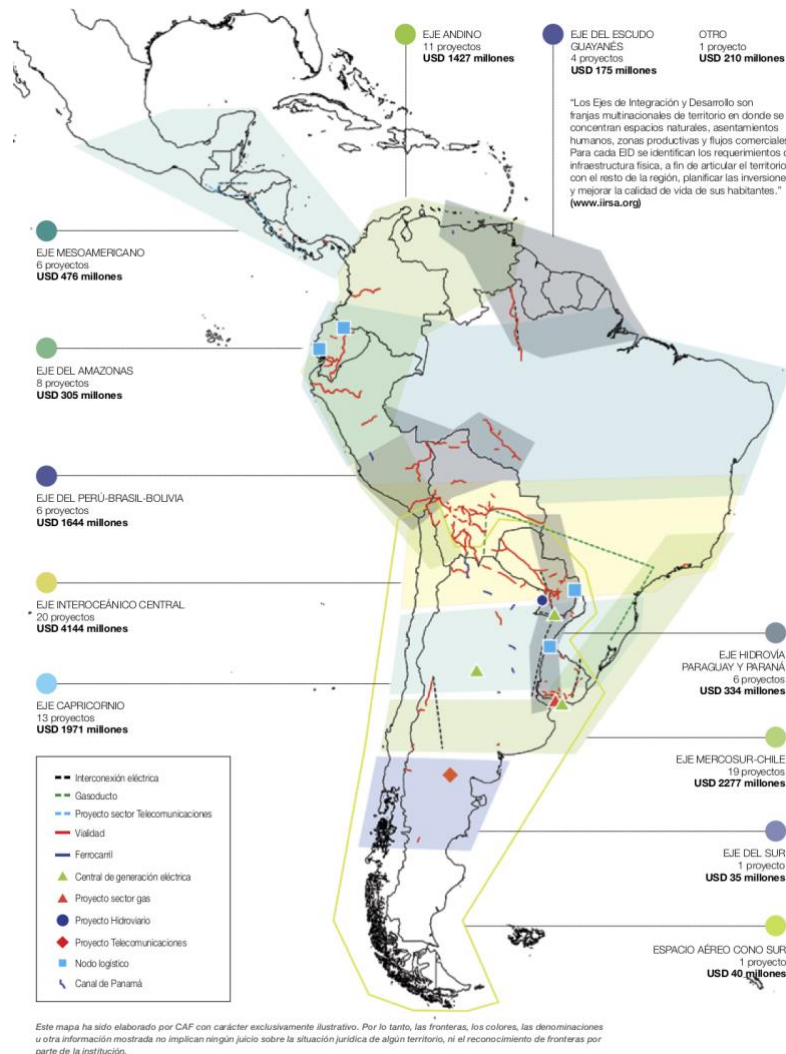 EJE ANDINO
11 proyectos
USD 1427 millones
EJE DEL ESCUDO
GUAYANÉS
4 proyectos
USD 175 millones
OTRO
1 proyecto
USD 210 millones
“Los Ejes de Integración y Desarrollo son
franjas multinacionales de territorio en donde se
concentran espacios naturales, asentamientos
humanos, zonas productivas y flujos comerciales
Para cada EID se identifican los requerimientos
infraestructura física, a fin de articular el territorio
con el resto de la región, planificar las inversione
y mejorar la calidad de vida de sus habitantes.”
(www.iirsa.org)
EJE MESOAMERICANO
6 proyectos
USD 476 millones
EJE DEL AMAZONAS
8 proyectos
USD 305 millones
EJE DEL PERÚ-BRASIL-BOLIVIA
6 proyectos
USD 1644 millones
EJE INTEROCEÁNICO CENTRAL
20 proyectos
USD 4144 millones
EJE CAPRICORNIO
13 proyectos
USD 1971 millones
EJE HIDROVÍA
PARAGUAY Y PARANÁ
6 proyectos
USD 334 millones
EJE MERCOSUR-CHILE
19 proyectos
USD 2277 millones
EJE DEL SUR
1 proyecto
USD 35 millones
ESPACIO AÉREO CONO SUR
1 proyecto
USD 40 millones
Interconexión eléctrica
Gasoducto
Proyecto sector Telecomunicaciones
Vialidad
Ferrocarril
Central de generación eléctrica
Proyecto sector gas
Proyecto Hidroviario
Proyecto Telecomunicaciones
Nodo logístico
Canal de Panamá
Este mapa ha sido elaborado por CAF con carácter exclusivamente ilustrativo. Por lo tanto, las fronteras, los colores, las denominaciones
u otra información mostrada no implican ningún juicio sobre la situación jurídica de algún territorio, ni el reconocimiento de fronteras por
parte de la institución.